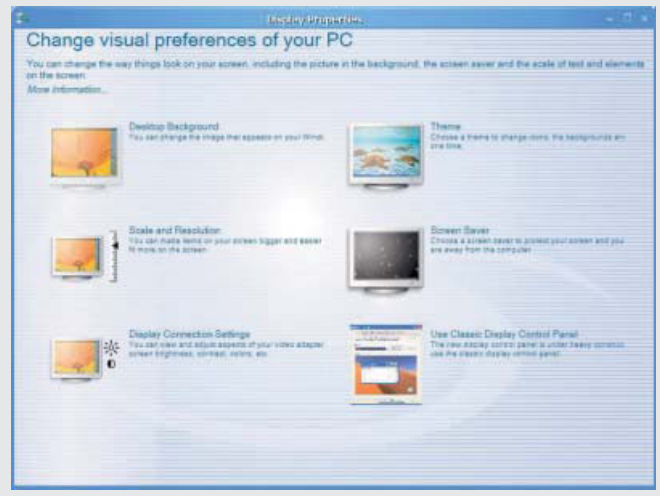 Display Properties
Change visual preferences of your PC
You can change the way things look on your screen, including the picture in the background, the screen saver and the scale of text and elements
on the screen.
More Information...
Desktop Background
You can change the image that appears on your Windo
Theme
Choose a theme to change icons, the backgrounds
one time.
Scale and Resolution
You can make items on your screen bigger and easier
fit more on the screen.
Screen Saver
Choose a screen saver to protect your screen and you
are away from the computer.
Display Connection Settings
You can view and adjust aspects of your video adapter
screen brightness, contrast, colors, etc.
Use Classic Display Control Panel
The new display control panel is under heavy construc
use the classic display control panel.